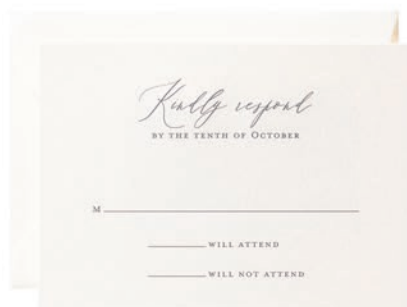 Kindly respond
BY THE TENTH OF OCTOBER
M
WILL ATTEND
WILL NOT ATTEND